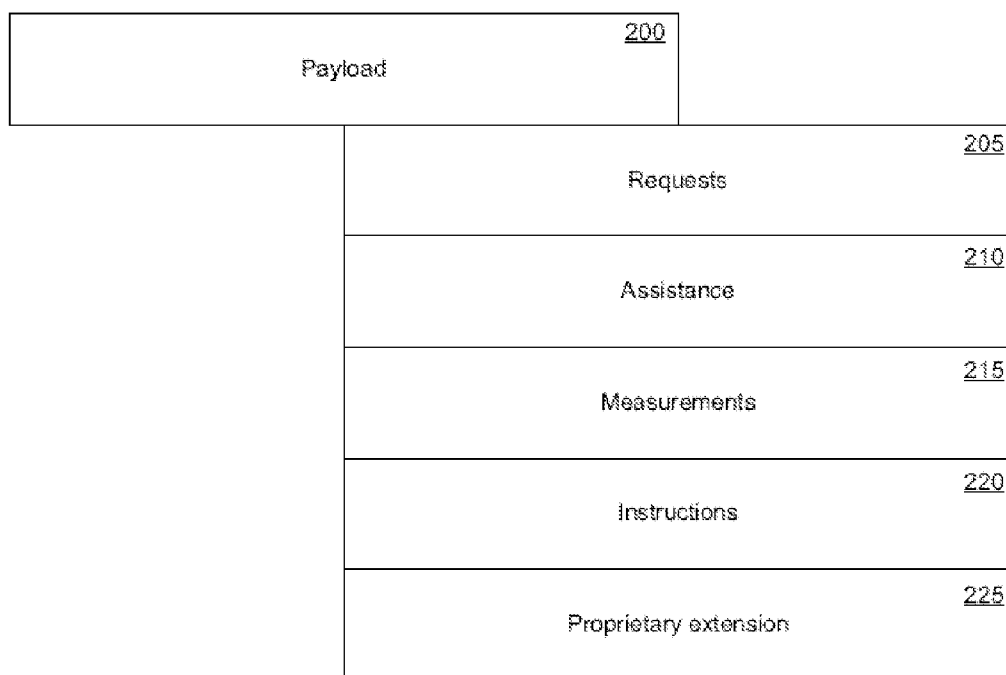 200
Payload
205
Requests
210
Assistance
215
Measurements
220
Instructions
225
Proprietary extension